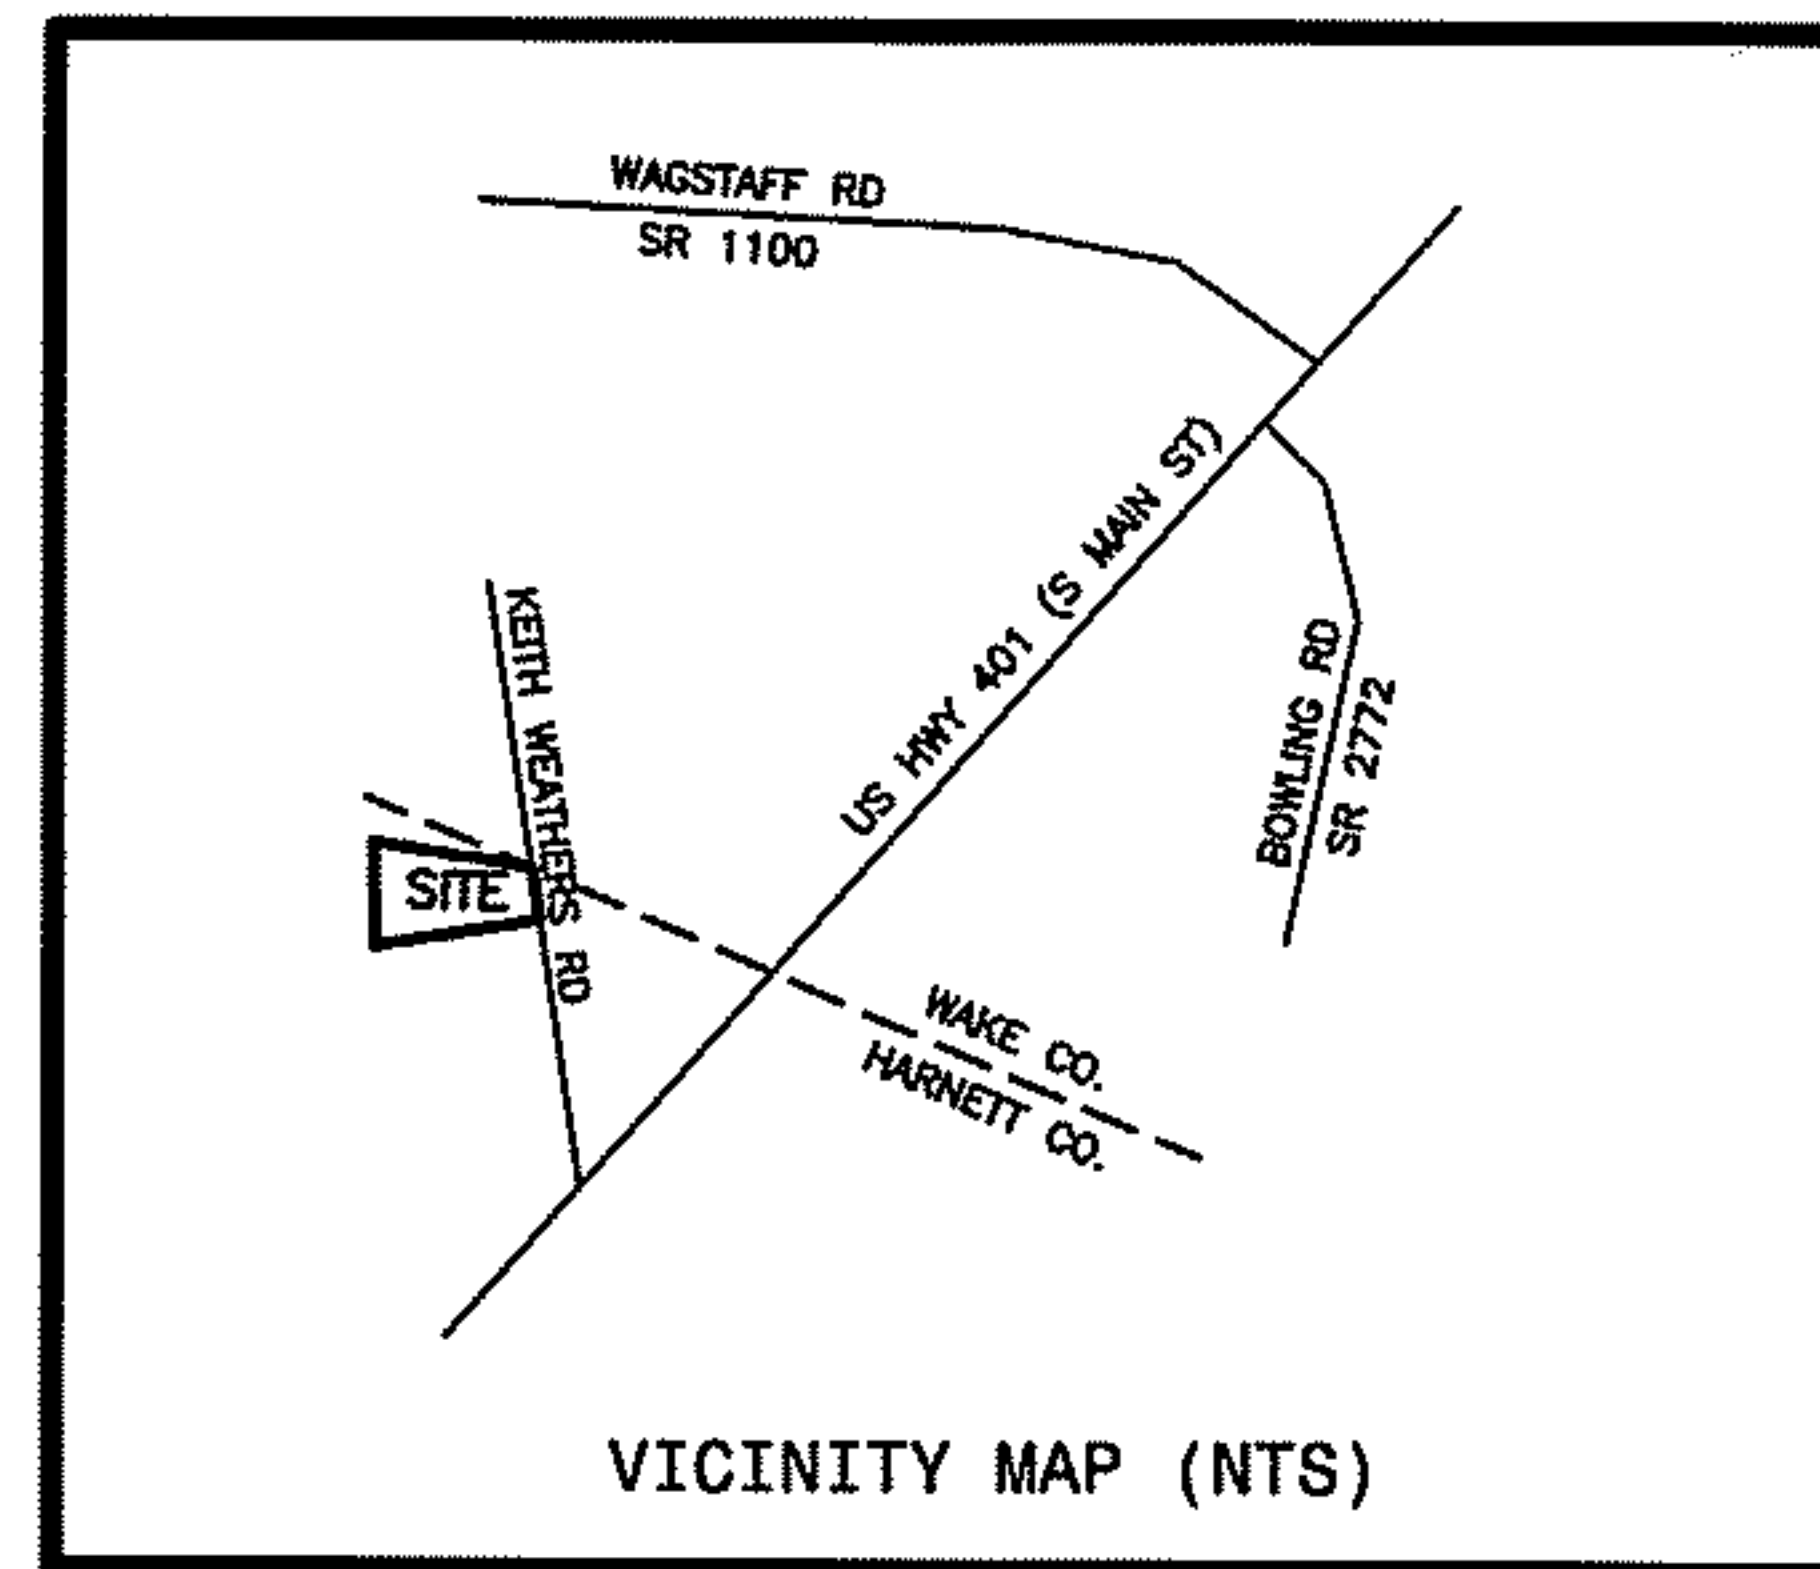 WAGSTAFF RD
SR 1100
US HWY 401 (S MAIN ST)
KEITH WEATHERS RD
BOWLING RD
SR 2772
SITE
WAKE CO.
HARNETT CO.
VICINITY MAP (NTS)